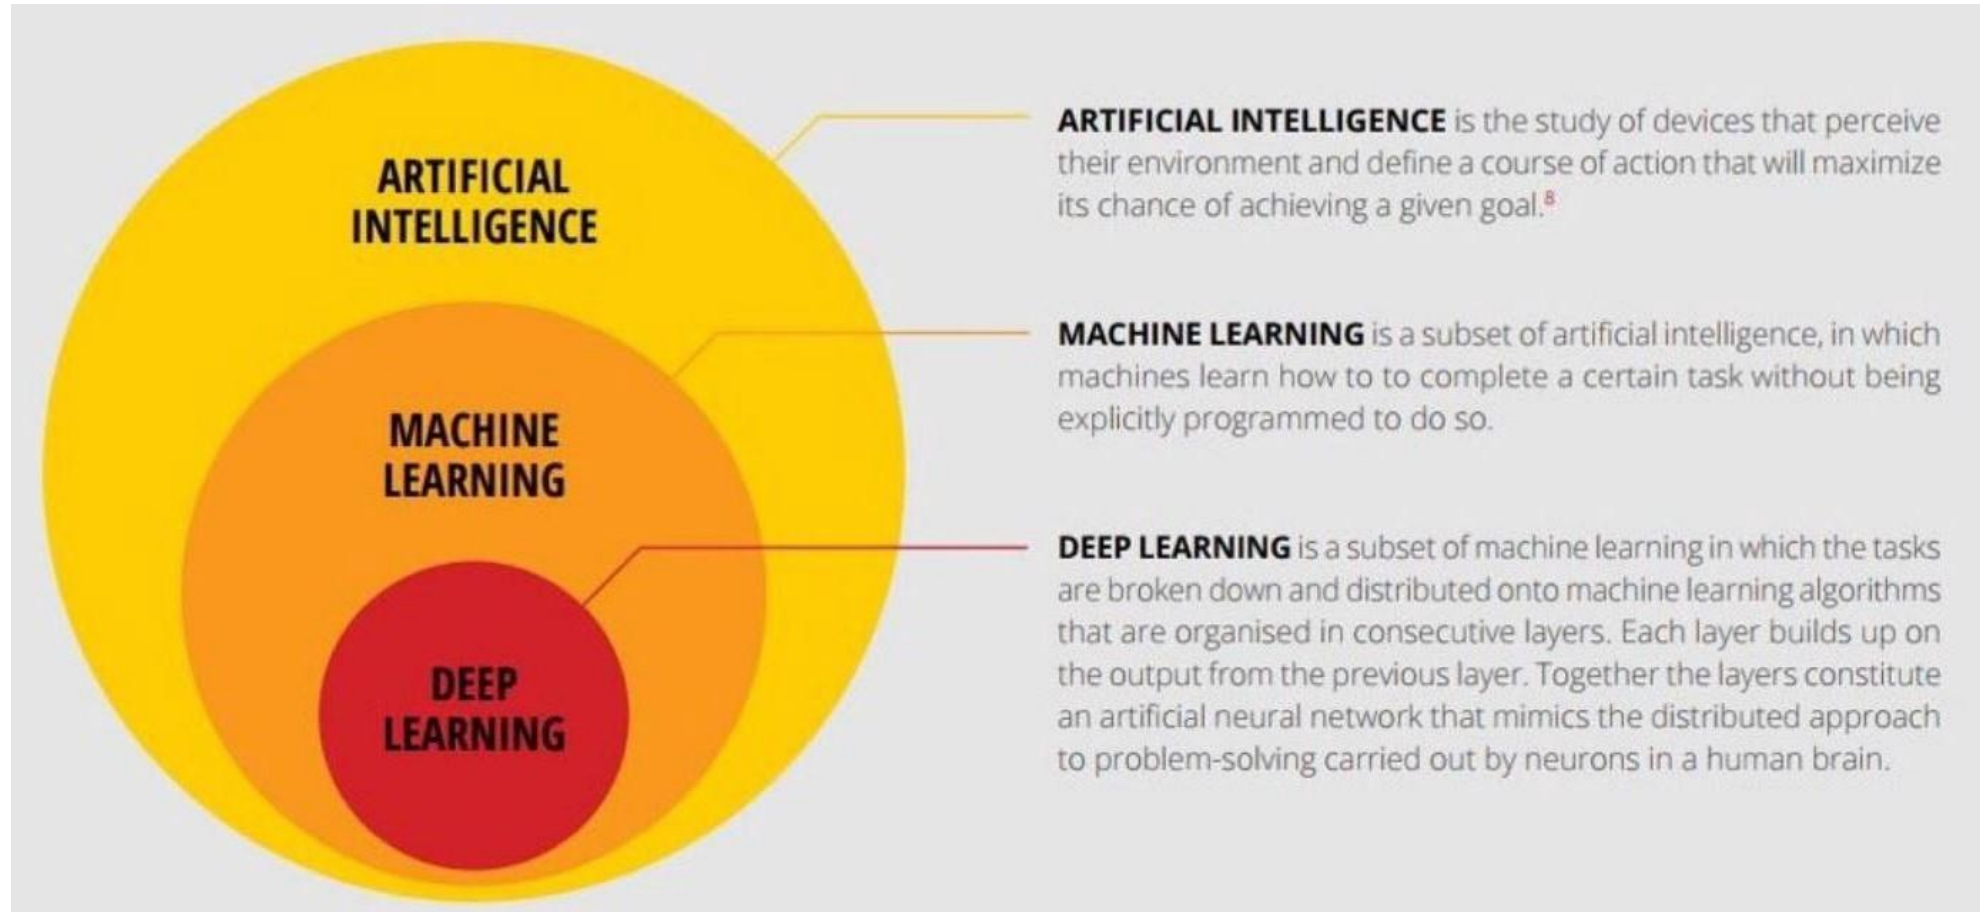 ARTIFICIAL
INTELLIGENCE
MACHINE
LEARNING
DEEP
LEARNING
ARTIFICIAL INTELLIGENCE is the study of devices that perceive
their environment and define a course of action that will maximize
its chance of achieving a given goal.8
MACHINE LEARNING is a subset of artificial intelligence, in which
machines learn how to to complete a certain task without being
explicitly programmed to do so.
DEEP LEARNING is a subset of machine learning in which the tasks
are broken down and distributed onto machine learning algorithms
that are organised in consecutive layers. Each layer builds up on
the output from the previous layer. Together the layers constitute
an artificial neural network that mimics the distributed approach
to problem-solving carried out by neurons in a human brain.